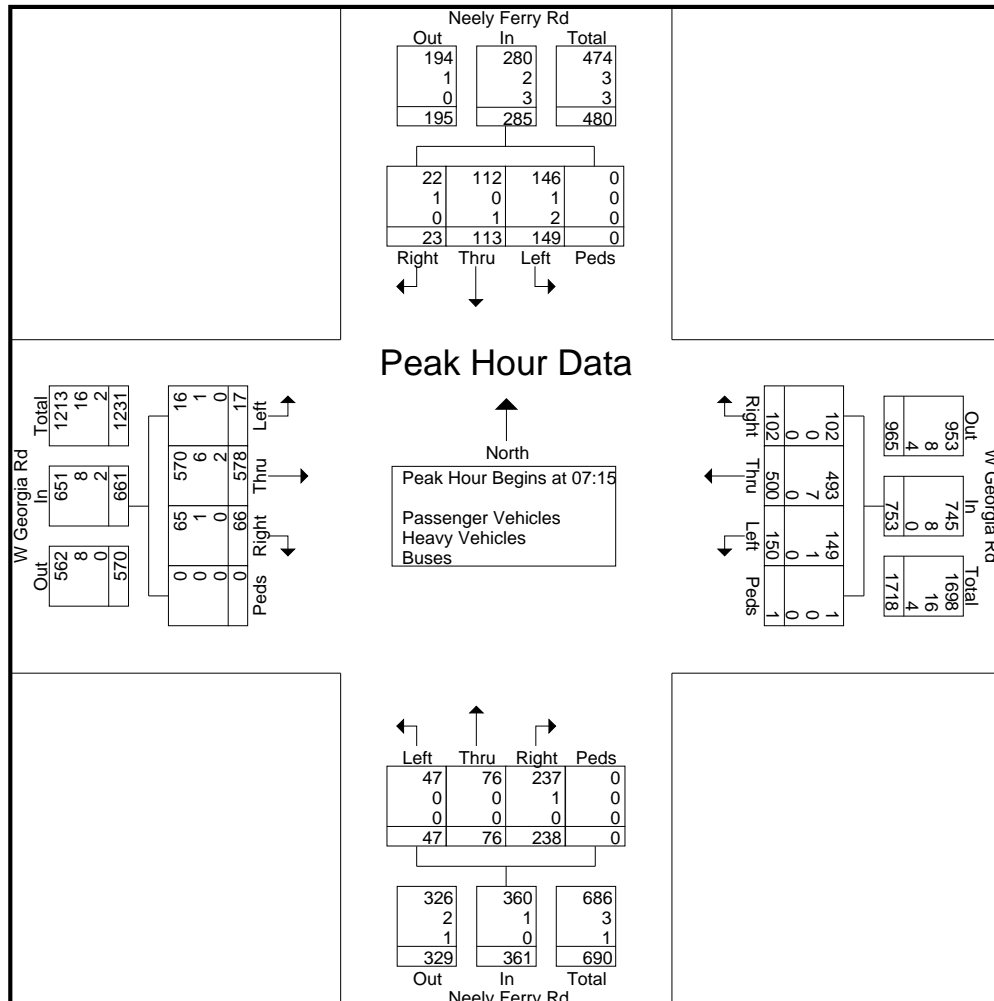 Neely Ferry Rd
Out In Total
194 280 474
1 2 3
0 3 3
195 285 480
22 112 146 0
1 0 1 0
0 1 2 0
23 113 149 0
Right Thru Left Peds
Peak Hour Data
North
Peak Hour Begins at 07:15
Passenger Vehicles
Heavy Vehicles
Buses
W Georgia Rd
Out In Total
562 651 1213
8 8 16
0 2 2
570 661 1231
Peds Right Thru Left
0 65 570 16
0 1 6 1
0 0 2 0
0 66 578 17
W Georgia Rd
Out In Total
953 745 1698
8 8 16
4 0 4
965 753 1718
102 493 149 1
0 7 1 0
0 0 0 0
102 500 150 1
Right Thru Left Peds
Left Thru Right Peds
47 76 237 0
0 0 1 0
0 0 0 0
47 76 238 0
326 360 686
2 1 3
1 0 1
329 361 690
Out In Total
Neely Ferry Rd